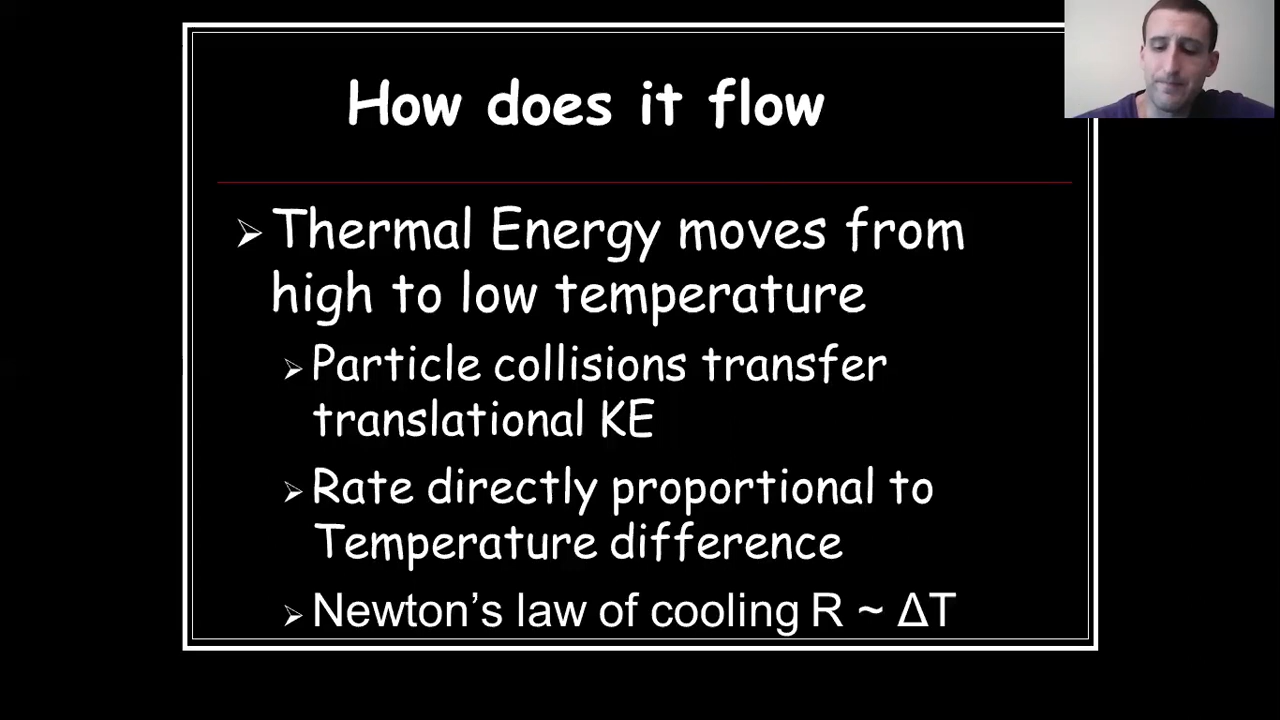 How does it flow
Thermal Energy moves from
high to low temperature
Particle collisions transfer
translational KE
Rate directly proportional to
Temperature difference
Newton’s law of cooling R ~ ΔT